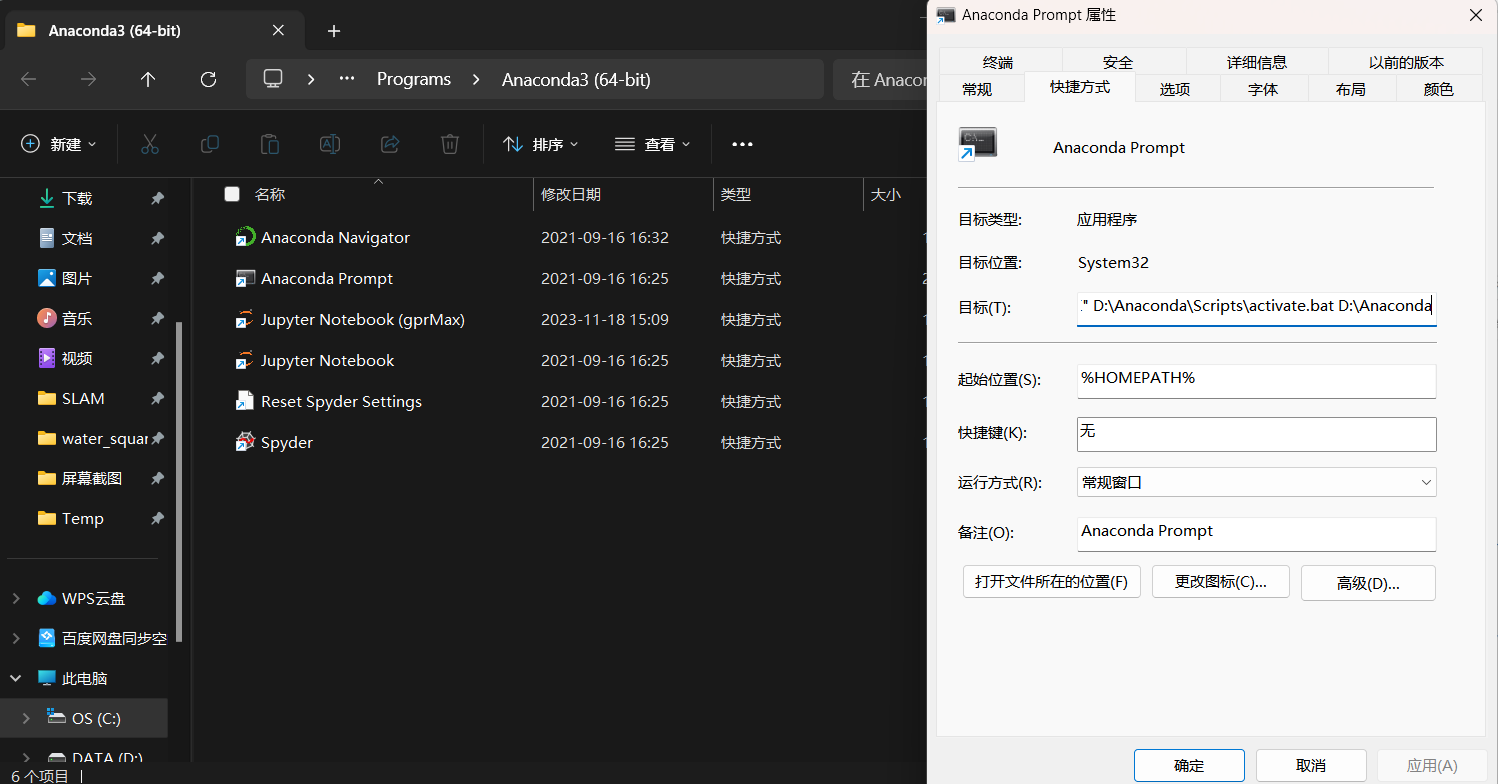 Anaconda3 (64-bit)
Programs
Anaconda3 (64-bit)
在 Anacon
新建
排序
查看
下载
文档
图片
音乐
视频
SLAM
water_squar
屏幕截图
Temp
WPS云盘
百度网盘同步空
此电脑
OS (C:)
DATA (D:)
6 个项目
名称 修改日期 类型 大小
Anaconda Navigator 2021-09-16 16:32 快捷方式
Anaconda Prompt 2021-09-16 16:25 快捷方式
Jupyter Notebook (gprMax) 2023-11-18 15:09 快捷方式
Jupyter Notebook 2021-09-16 16:25 快捷方式
Reset Spyder Settings 2021-09-16 16:25 快捷方式
Spyder 2021-09-16 16:25 快捷方式
Anaconda Prompt 属性
终端 安全 详细信息 以前的版本
常规 快捷方式 选项 字体 布局 颜色
Anaconda Prompt
目标类型: 应用程序
目标位置: System32
目标(T): " D:\Anaconda\Scripts\activate.bat D:\Anaconda
起始位置(S): %HOMEPATH%
快捷键(K): 无
运行方式(R): 常规窗口
备注(O): Anaconda Prompt
打开文件所在的位置(F) 更改图标(C)... 高级(D)...
确定 取消 应用(A)